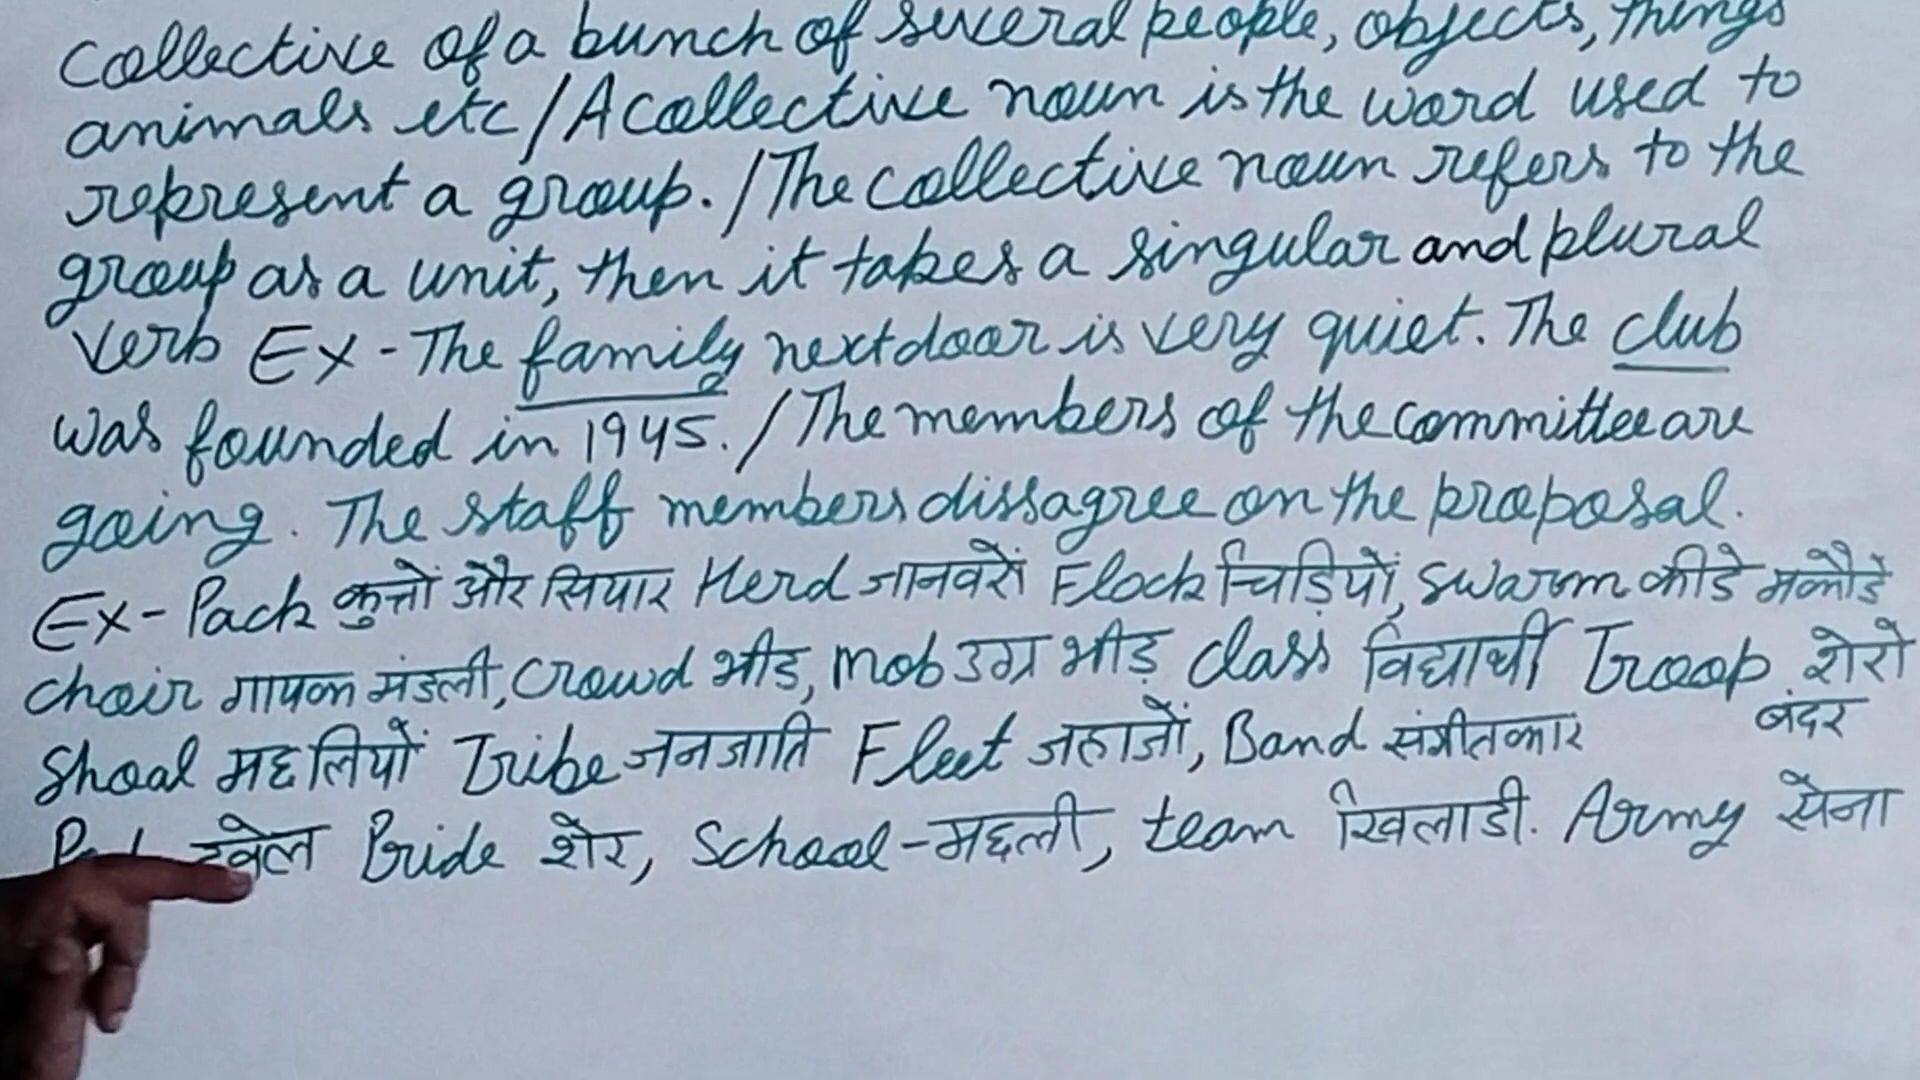 Collective of a bunch of several people, objects, things
animals etc / A collective noun is the word used to
represent a group. / The collective noun refers to the
group as a unit, then it takes a singular and plural
Verb Ex - The family next door is very quiet. The club
was founded in 1945. / The members of the committee are
going. The staff members dissagree on the proposal.
Ex - Pack कुत्तों और सियार Herd जानवरों Flock चिड़ियों, Swarm कीडे मकौडे
choir गायक मंडली, Crowd भीड, Mob उग्र भीड़ Class विद्यार्थी Troop शेरो
बंदर
Shoal मछलियों Tribe जनजाति Fleet जहाजों, Band संगीतकार
व्हेल Pride शेर, School - मछली, team खिलाडी. Army सेना